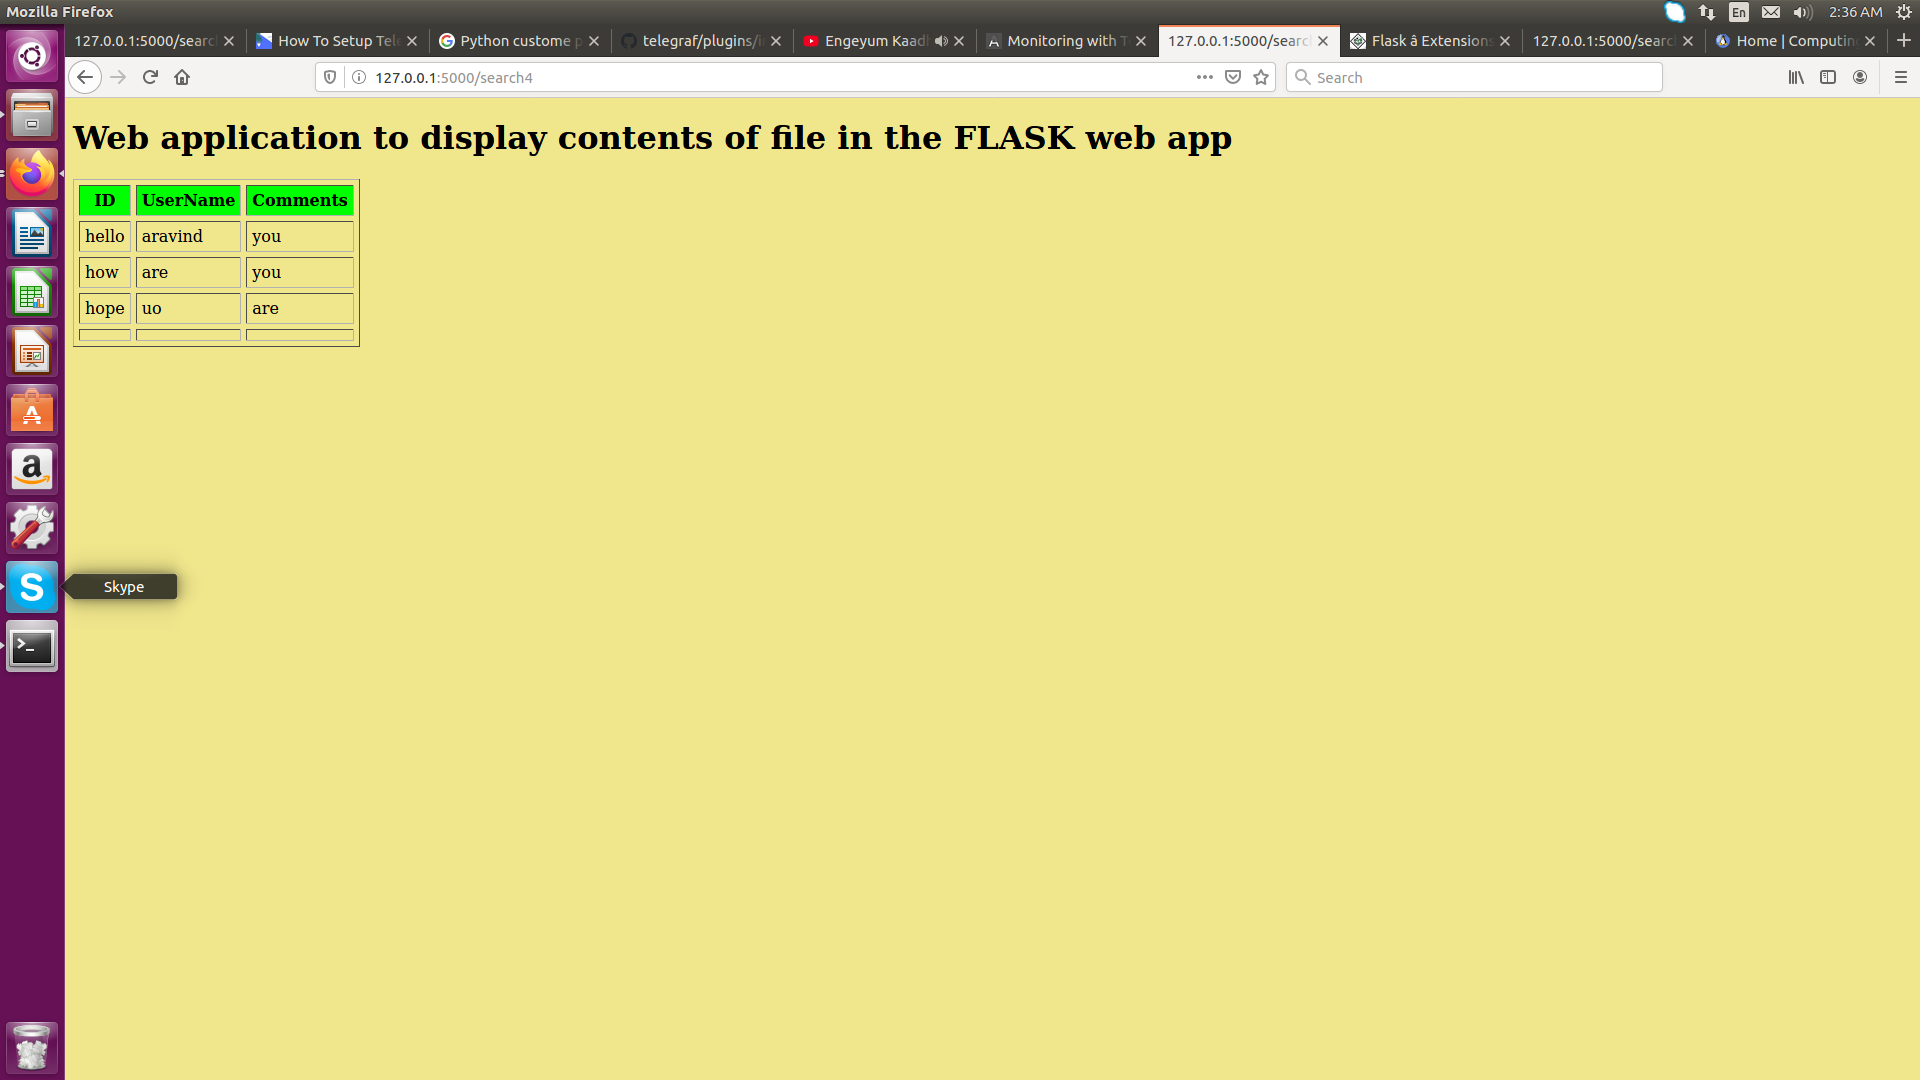 Mozilla Firefox
En
2:36 AM
127.0.0.1:5000/searc
How To Setup Tel
Python custome p
telegraf/plugins/i
Engeyum Kaad
Monitoring with T
127.0.0.1:5000/searc
Flask â Extensions
127.0.0.1:5000/searc
Home | Computin
127.0.0.1:5000/search4
Search
Web application to display contents of file in the FLASK web app
ID UserName Comments
hello aravind you
how are you
hope uo are
Skype